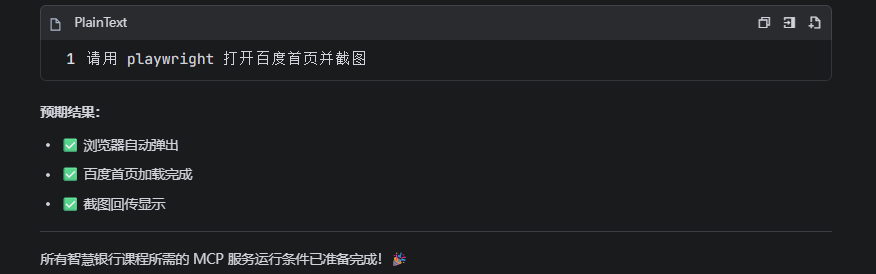 PlainText
1 请用 playwright 打开百度首页并截图
预期结果：
• ✅ 浏览器自动弹出
• ✅ 百度首页加载完成
• ✅ 截图回传显示
所有智慧银行课程所需的 MCP 服务运行条件已准备完成！🎉